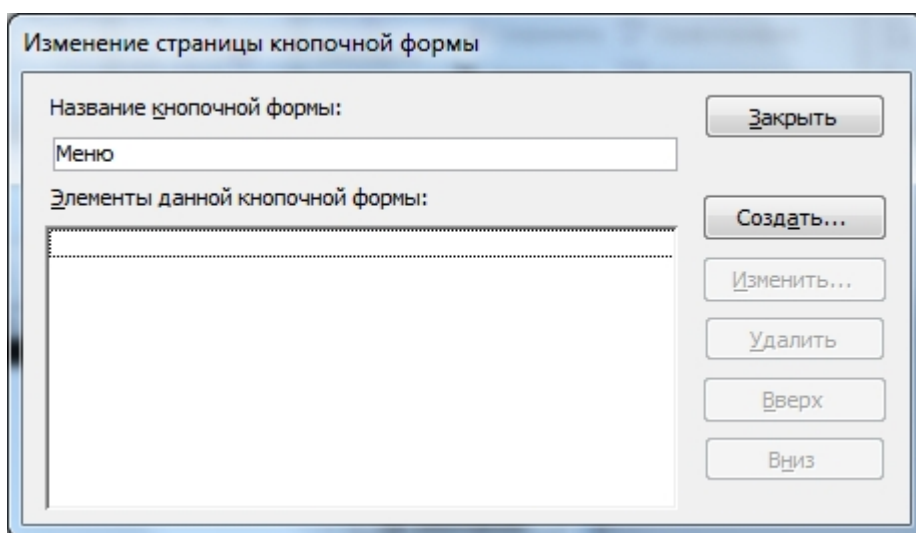 Изменение страницы кнопочной формы
Название кнопочной формы:
Закрыть
Меню
Элементы данной кнопочной формы:
Создать...
Изменить...
Удалить
Вверх
Вниз